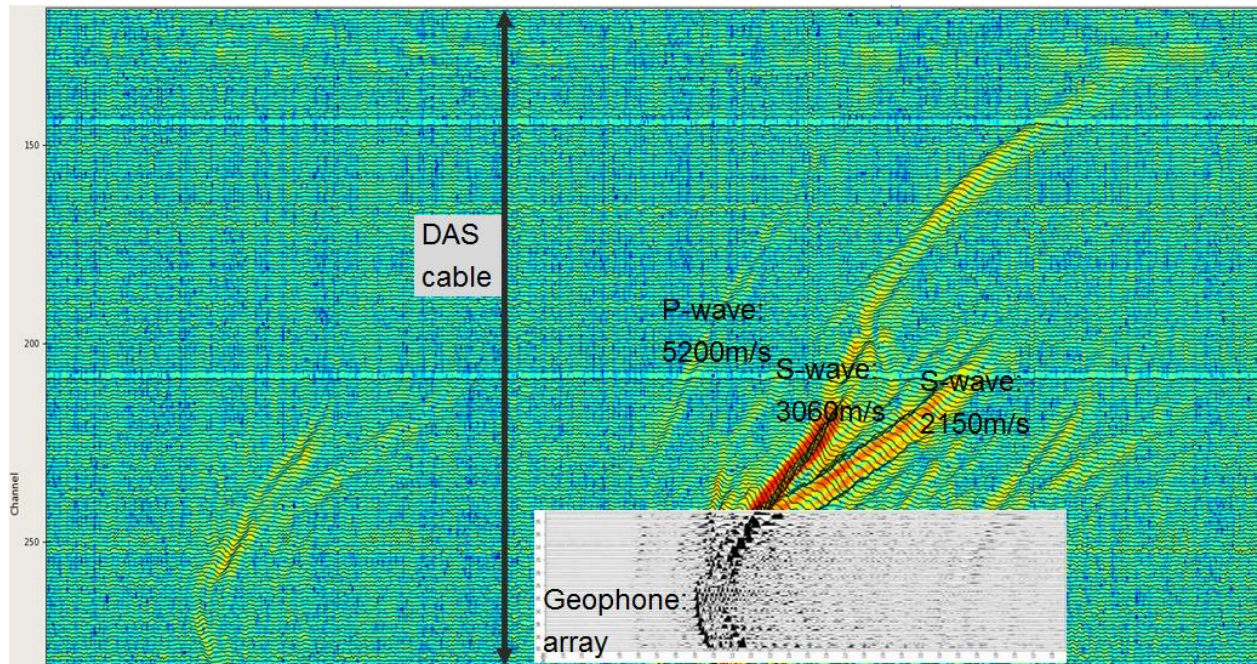 150
DAS
cable
P-wave:
5200m/s
200
S-wave:
3060m/s
S-wave:
2150m/s
Channel
250
Geophone:
array